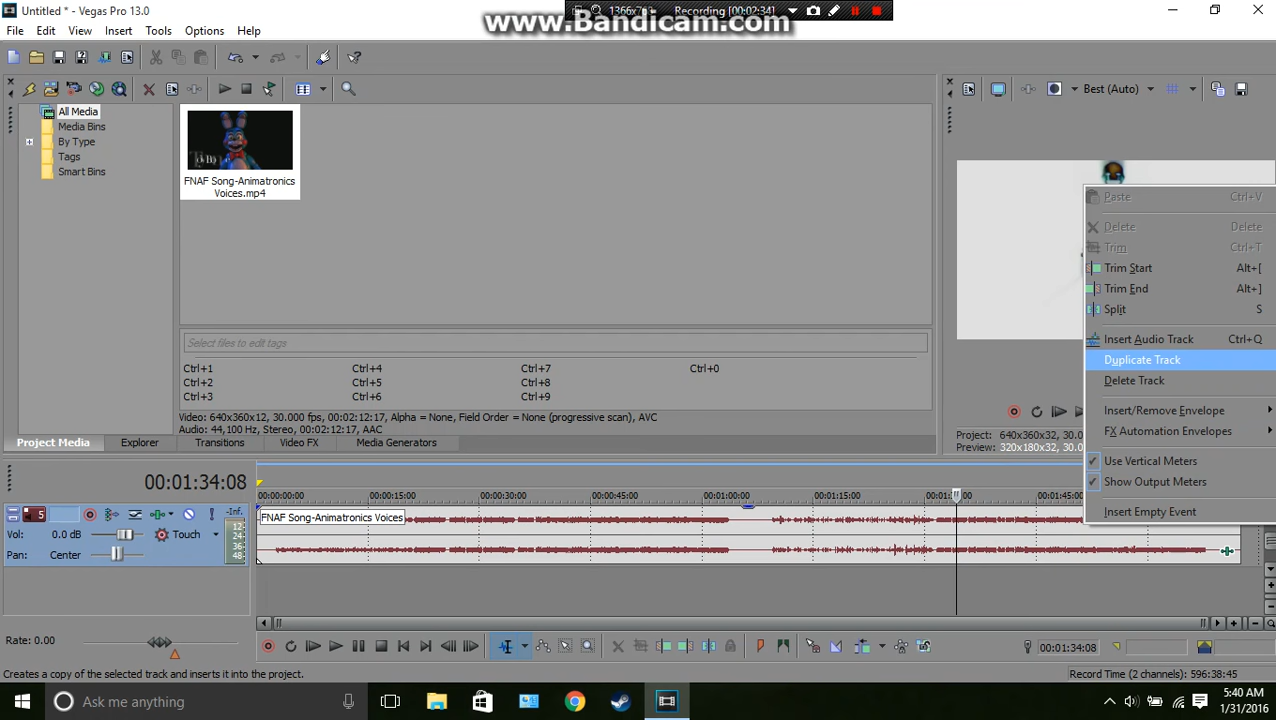 www.Bandicam.com
Recording [00:02:34]
Untitled * - Vegas Pro 13.0
File Edit View Insert Tools Options Help
Best (Auto)
All Media
Media Bins
By Type
Tags
Smart Bins
FNAF Song-Animatronics
Voices.mp4
Select files to edit tags
Ctrl+1 Ctrl+4 Ctrl+7 Ctrl+0
Ctrl+2 Ctrl+5 Ctrl+8
Ctrl+3 Ctrl+6 Ctrl+9
Video: 640x360x12, 30.000 fps, 00:02:12:17, Alpha = None, Field Order = None (progressive scan), AVC
Audio: 44,100 Hz, Stereo, 00:02:12:17, AAC
Project Media Explorer Transitions Video FX Media Generators
Paste Ctrl+V
Delete Delete
Trim Ctrl+T
Trim Start Alt+[
Trim End Alt+]
Split S
Insert Audio Track Ctrl+Q
Duplicate Track
Delete Track
Insert/Remove Envelope
FX Automation Envelopes
Use Vertical Meters
Show Output Meters
Insert Empty Event
Project: 640x360x32, 30.0
Preview: 320x180x32, 30.0
00:01:34:08
00:00:00:00 00:00:15:00 00:00:30:00 00:00:45:00 00:01:00:00 00:01:15:00 00:01:45:00
5
-Inf.
12
24
36
48
Vol: 0.0 dB Touch
Pan: Center
FNAF Song-Animatronics Voices
Rate: 0.00
00:01:34:08
Creates a copy of the selected track and inserts it into the project.
Record Time (2 channels): 596:38:45
Ask me anything
5:40 AM
1/31/2016